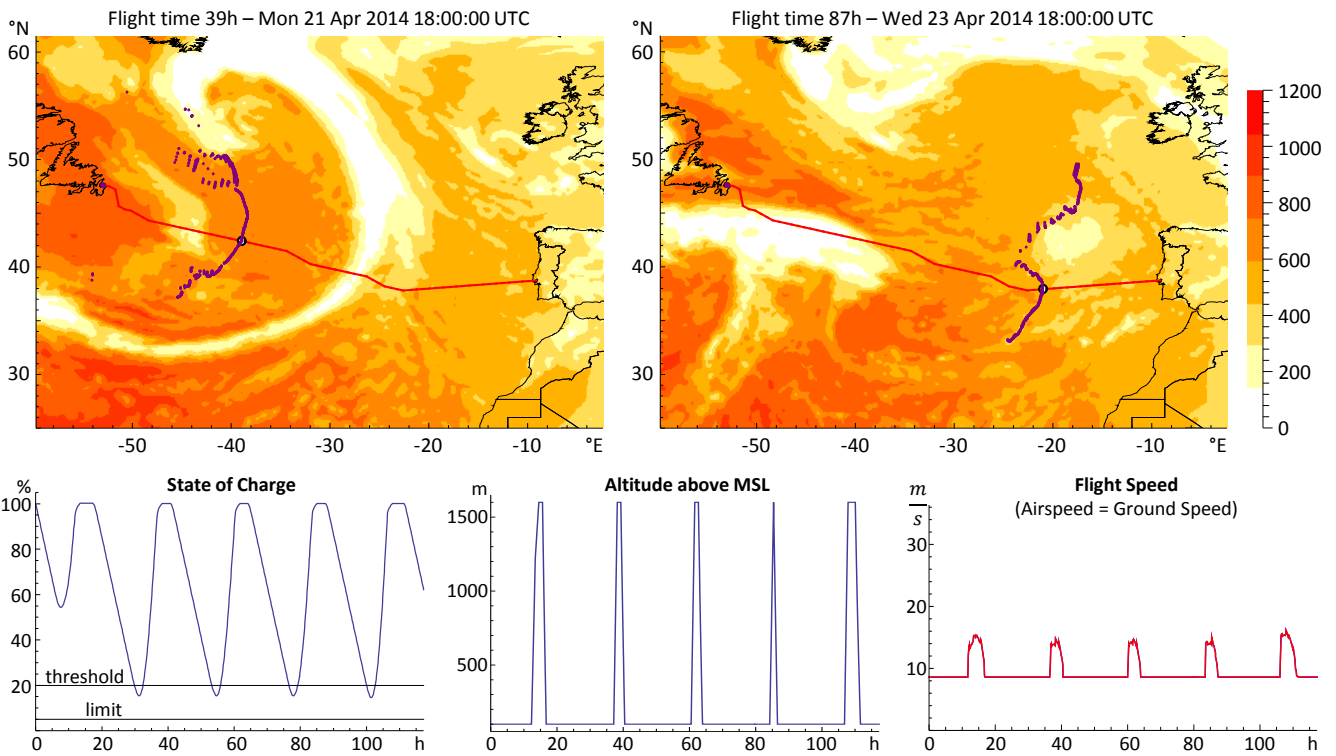 Flight time 39h – Mon 21 Apr 2014 18:00:00 UTC
Flight time 87h – Wed 23 Apr 2014 18:00:00 UTC
°N
60
50
40
30
-50 -40 -30 -20 -10 °E
°N
60
50
40
30
-50 -40 -30 -20 -10 °E
1200
1000
800
600
400
200
0
State of Charge
%
100
80
60
40
20
threshold
limit
0 20 40 60 80 100 h
Altitude above MSL
m
1500
1000
500
0 20 40 60 80 100 h
Flight Speed
(Airspeed = Ground Speed)
m
s
30
20
10
0 20 40 60 80 100 h